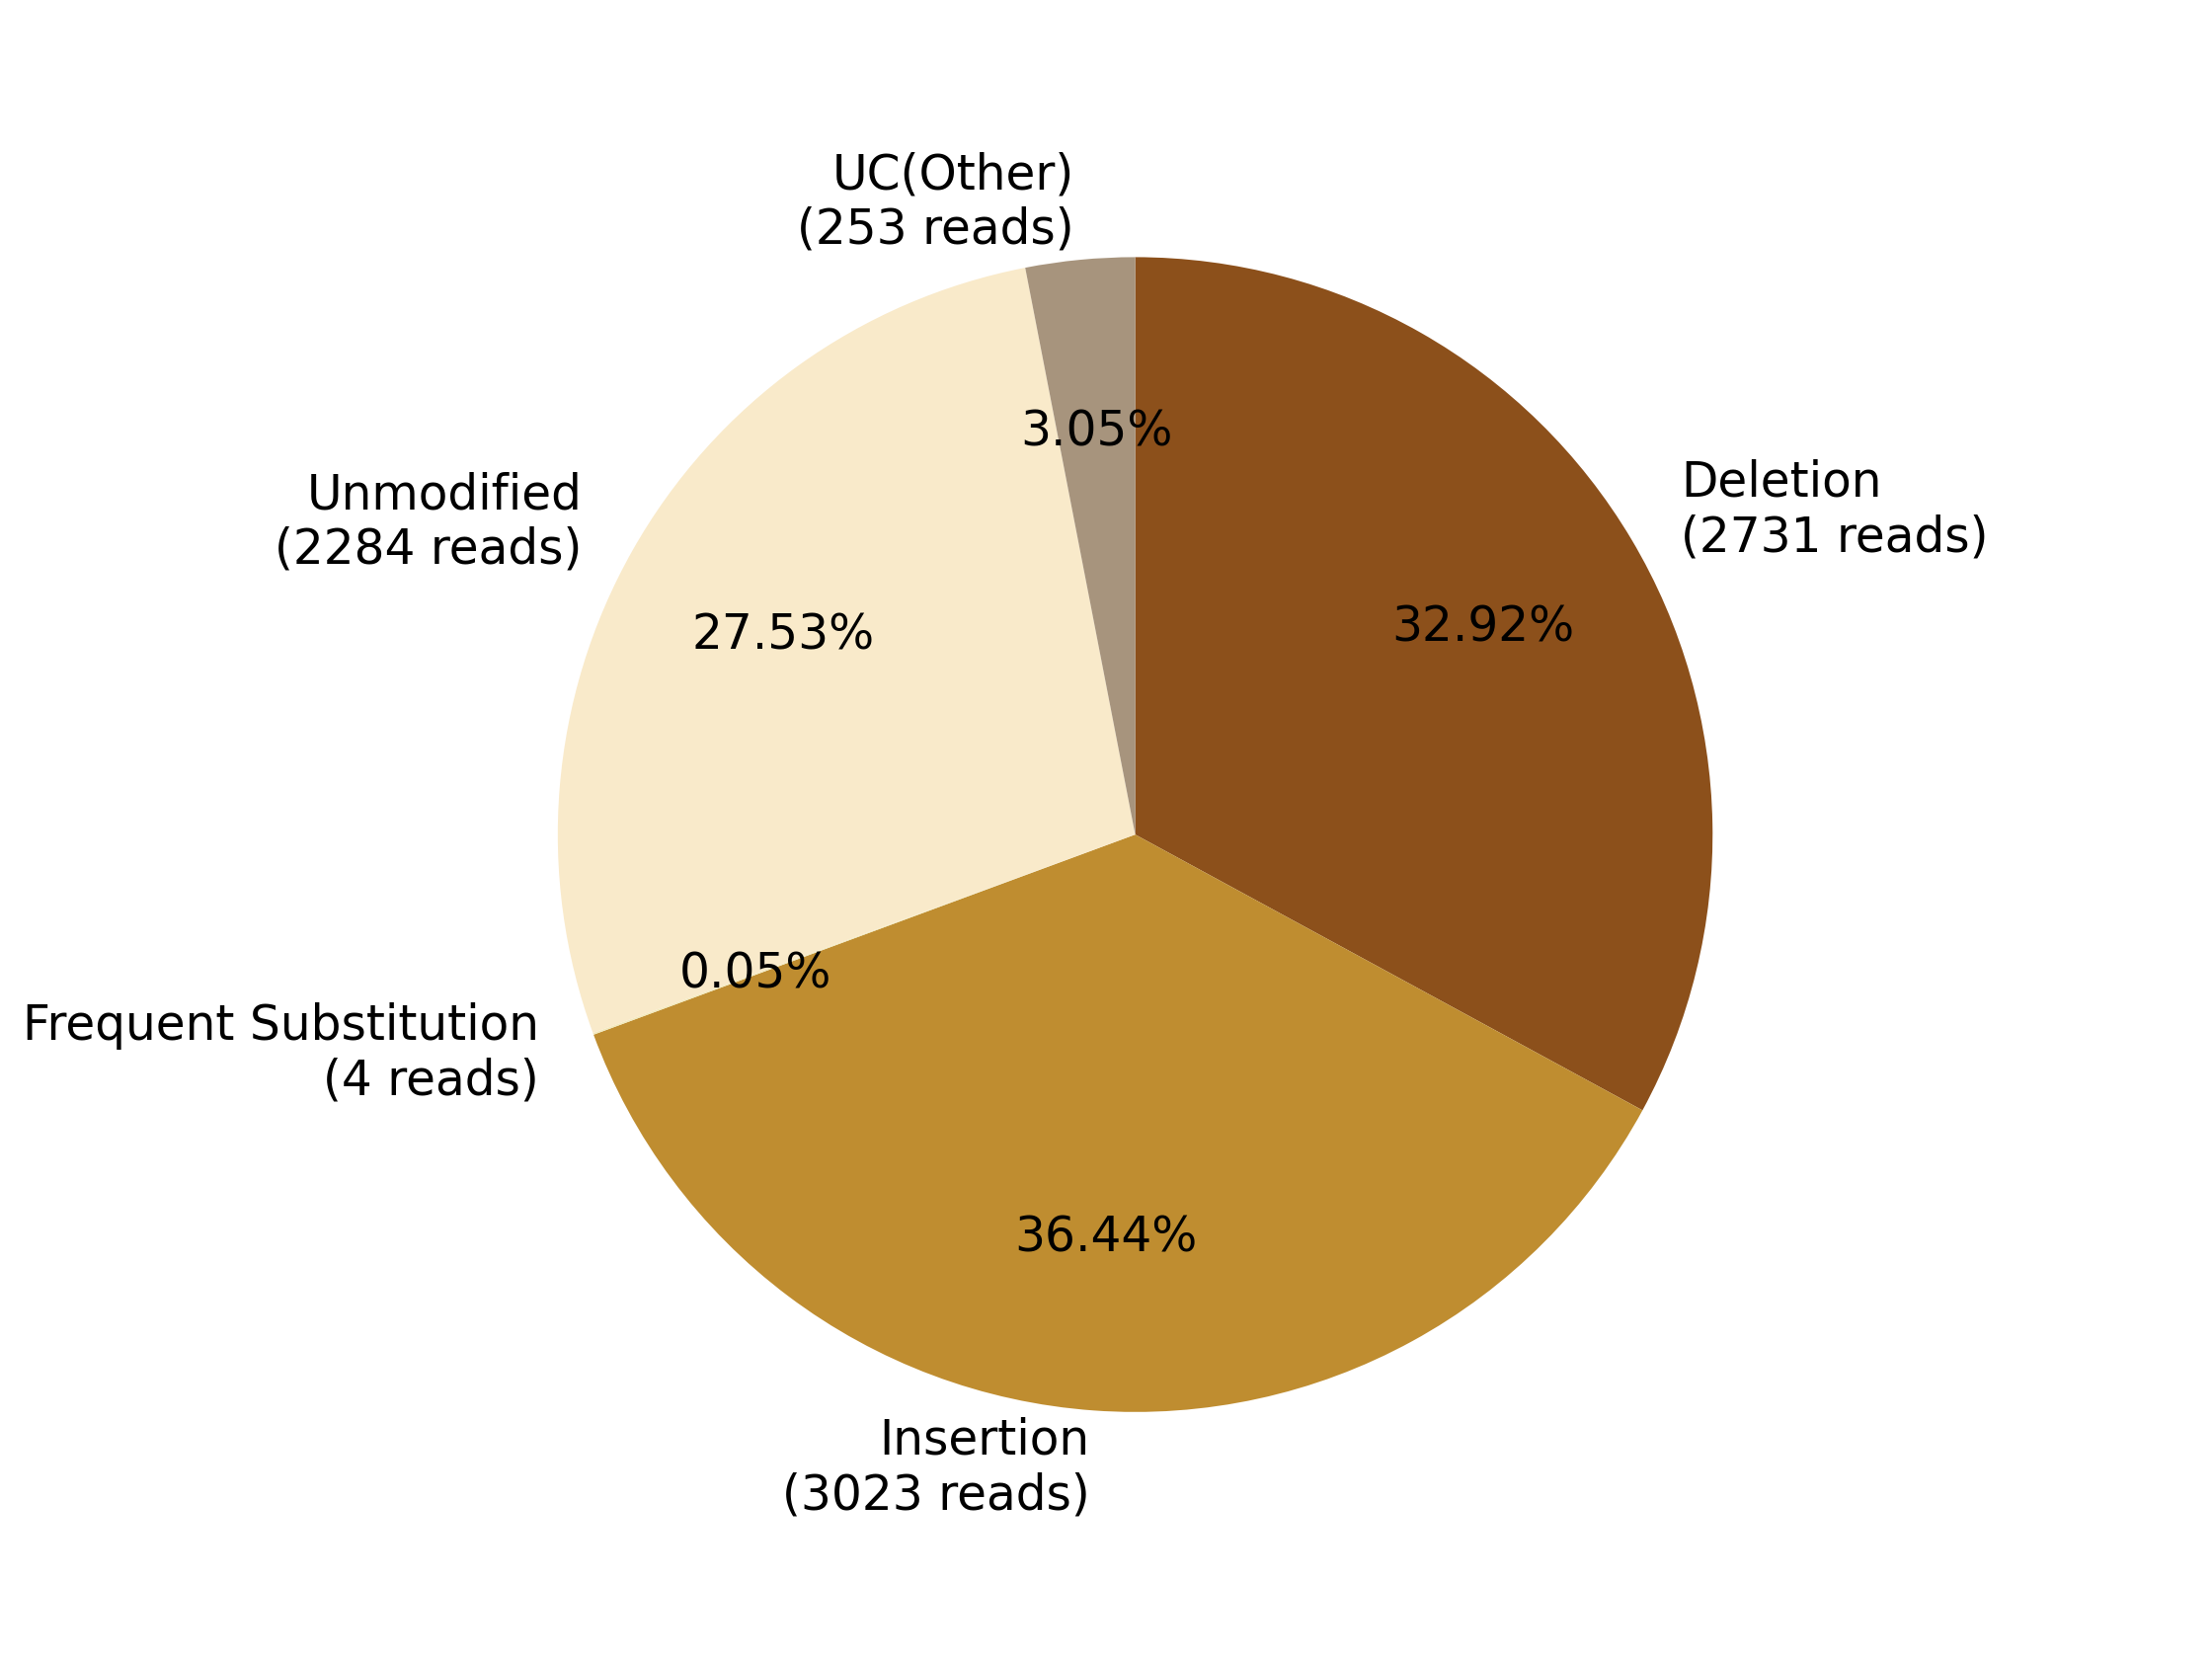 UC(Other)
(253 reads)
3.05%
Deletion
(2731 reads)
32.92%
Unmodified
(2284 reads)
27.53%
0.05%
Frequent Substitution
(4 reads)
36.44%
Insertion
(3023 reads)